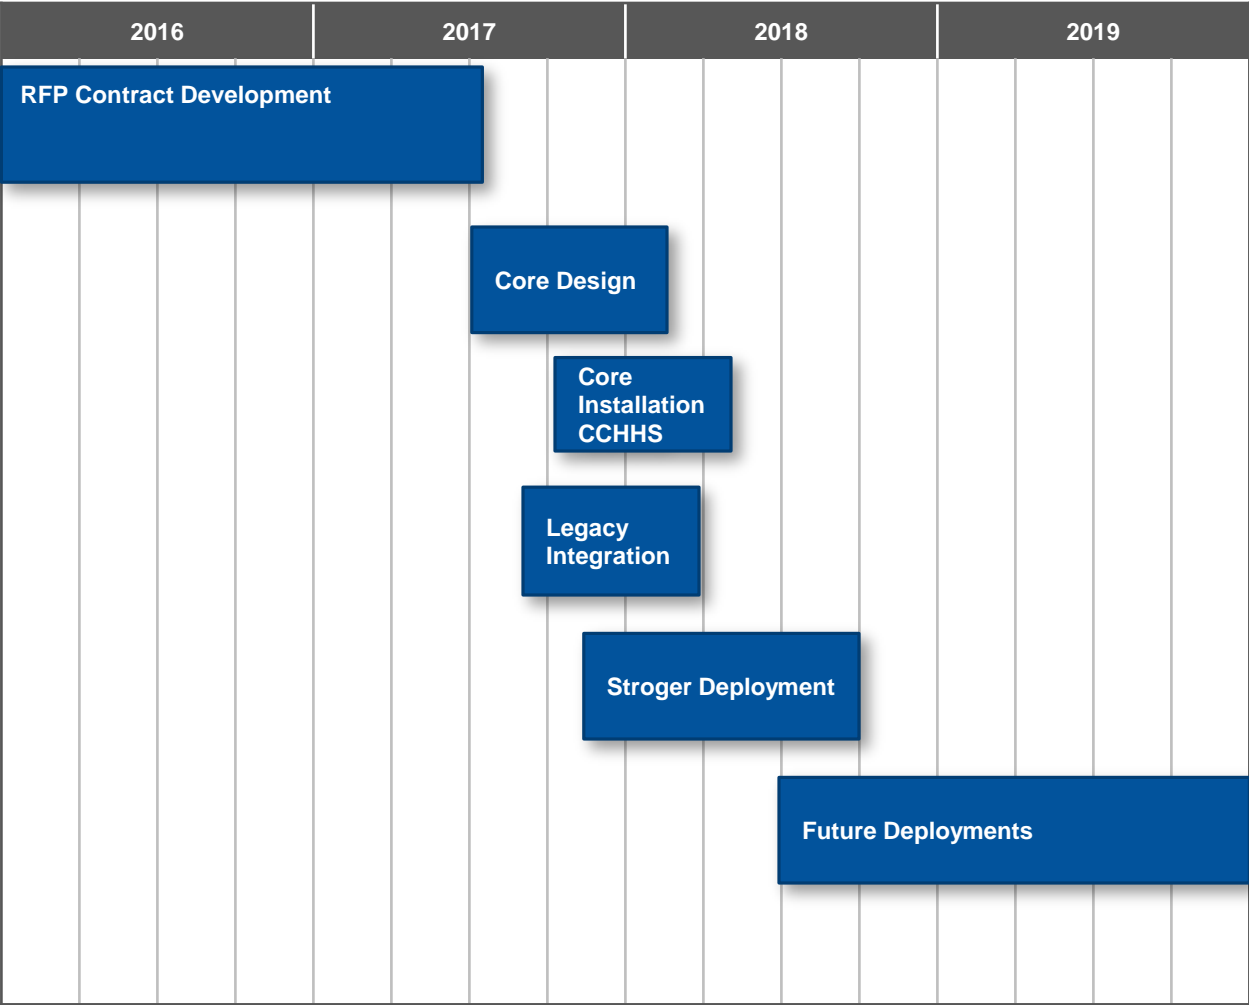 2016 2017 2018 2019
RFP Contract Development
Core Design
Core
Installation
CCHHS
Legacy
Integration
Stroger Deployment
Future Deployments